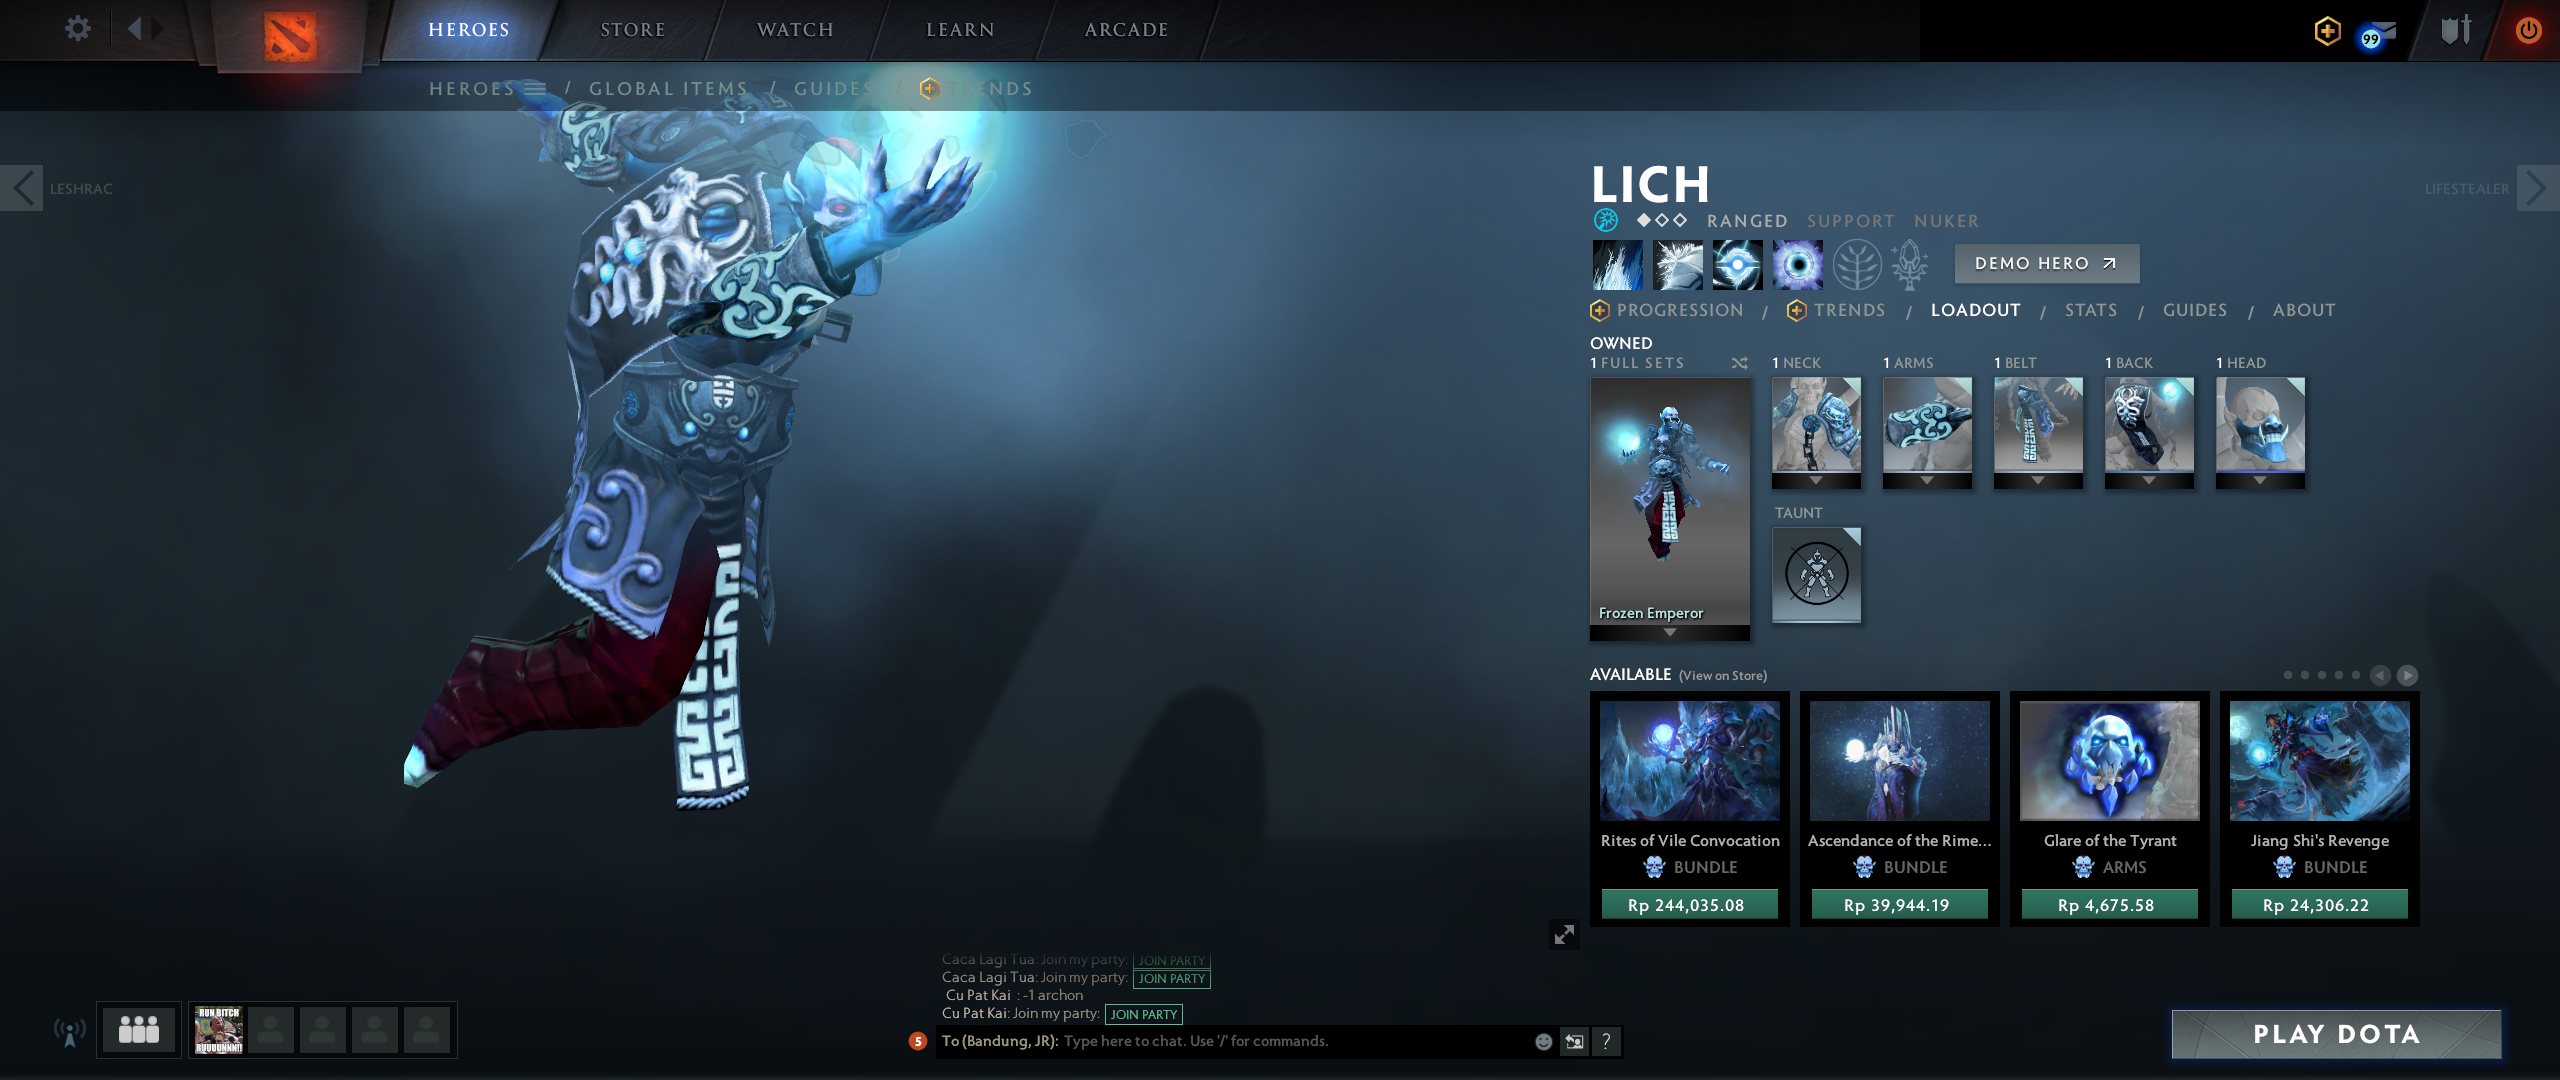 HEROES
STORE
WATCH
LEARN
ARCADE
99
HEROES / GLOBAL ITEMS / GUIDES / TRENDS
LESHRAC
LIFESTEALER
LICH
RANGED SUPPORT NUKER
DEMO HERO
PROGRESSION / TRENDS / LOADOUT / STATS / GUIDES / ABOUT
OWNED
1 FULL SETS
1 NECK
1 ARMS
1 BELT
1 BACK
1 HEAD
TAUNT
Frozen Emperor
AVAILABLE (View on Store)
Rites of Vile Convocation
BUNDLE
Rp 244,035.08
Ascendance of the Rime...
BUNDLE
Rp 39,944.19
Glare of the Tyrant
ARMS
Rp 4,675.58
Jiang Shi's Revenge
BUNDLE
Rp 24,306.22
Caca Lagi Tua: Join my party: JOIN PARTY
Caca Lagi Tua: Join my party: JOIN PARTY
Cu Pat Kai : -1 archon
Cu Pat Kai: Join my party: JOIN PARTY
5
To (Bandung, JR): Type here to chat. Use '/' for commands.
?
RUN BITCH
RUUUUNNN!!
PLAY DOTA